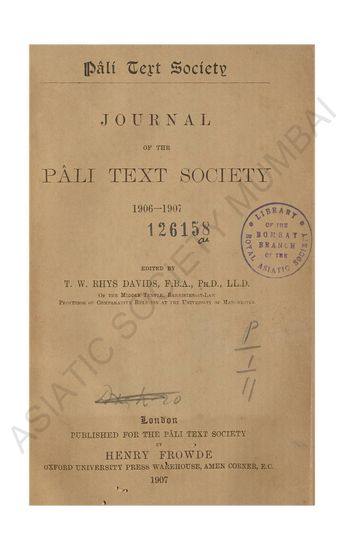 Pâli Text Society
JOURNAL
OF THE
PÂLI TEXT SOCIETY
1906—1907
126158
LIBRARY
OF THE
BOMBAY
BRANCH
OF THE
ROYAL ASIATIC SOCIETY
EDITED BY
T. W. RHYS DAVIDS, F.B.A., PH.D., LL.D.
OF THE MIDDLE TEMPLE, BARRISTER-AT-LAW
PROFESSOR OF COMPARATIVE RELIGION AT THE UNIVERSITY OF MANCHESTER
P
1
11
London
PUBLISHED FOR THE PÂLI TEXT SOCIETY
BY
HENRY FROWDE
OXFORD UNIVERSITY PRESS WAREHOUSE, AMEN CORNER, E.C.
1907
ASIATIC SOCIETY MUMBAI